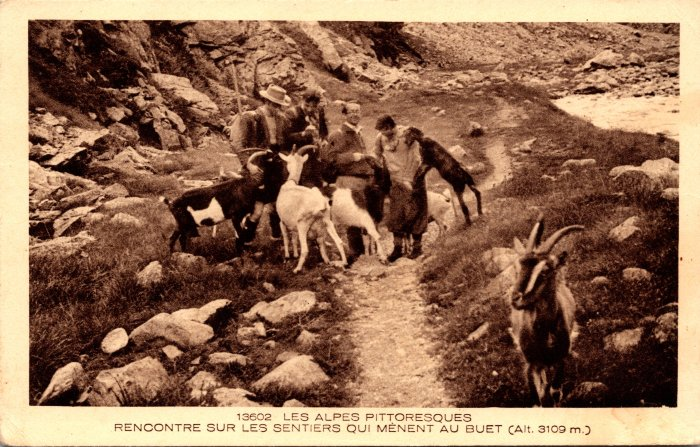 13602 LES ALPES PITTORESQUES
RENCONTRE SUR LES SENTIERS QUI MÈNENT AU BUET (Alt. 3109 m.)